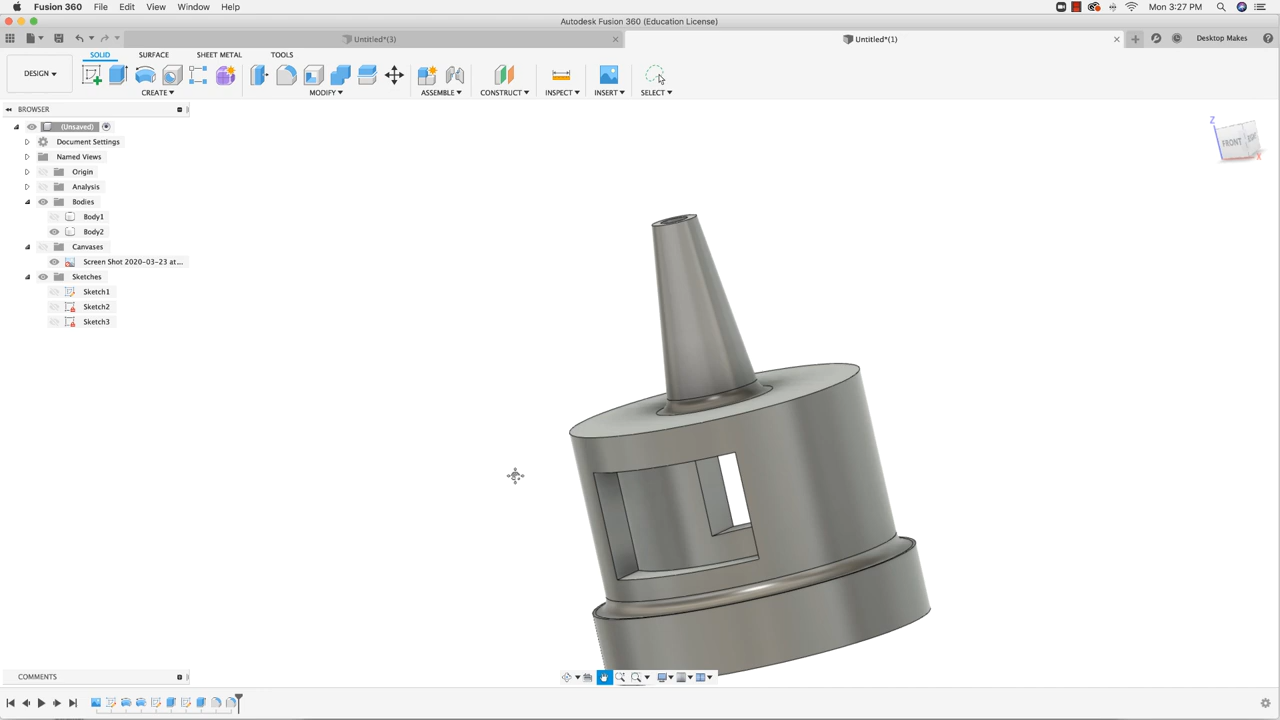 Fusion 360 File Edit View Window Help Mon 3:27 PM
Autodesk Fusion 360 (Education License)
Untitled*(3) Untitled*(1) Desktop Makes
SOLID SURFACE SHEET METAL TOOLS
DESIGN
CREATE MODIFY ASSEMBLE CONSTRUCT INSPECT INSERT SELECT
BROWSER
(Unsaved)
Document Settings
Named Views
Origin
Analysis
Bodies
Body1
Body2
Canvases
Screen Shot 2020-03-23 at...
Sketches
Sketch1
Sketch2
Sketch3
Z
FRONT
X
COMMENTS